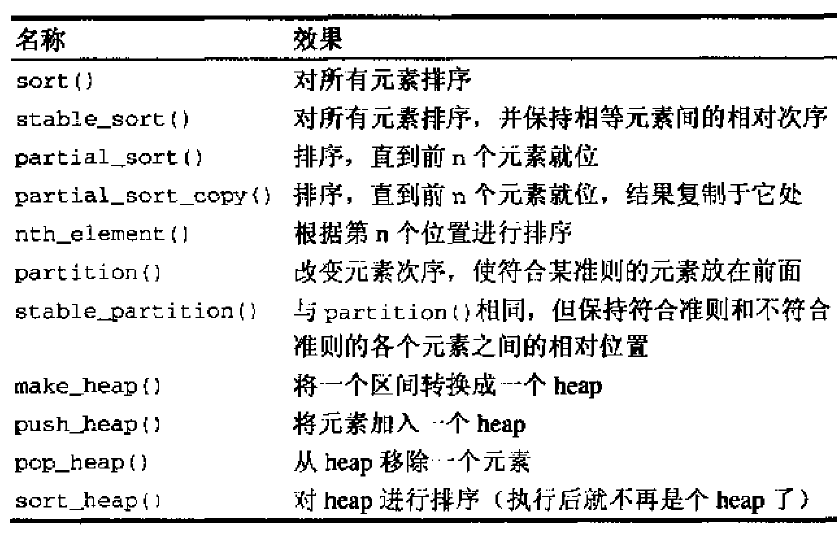 名称 效果
sort() 对所有元素排序
stable_sort() 对所有元素排序，并保持相等元素间的相对次序
partial_sort() 排序，直到前 n 个元素就位
partial_sort_copy() 排序，直到前 n 个元素就位，结果复制于它处
nth_element() 根据第 n 个位置进行排序
partition() 改变元素次序，使符合某准则的元素放在前面
stable_partition() 与 partition()相同，但保持符合准则和不符合
准则的各个元素之间的相对位置
make_heap() 将一个区间转换成一个 heap
push_heap() 将元素加入一个 heap
pop_heap() 从 heap 移除一个元素
sort_heap() 对 heap 进行排序（执行后就不再是个 heap 了）